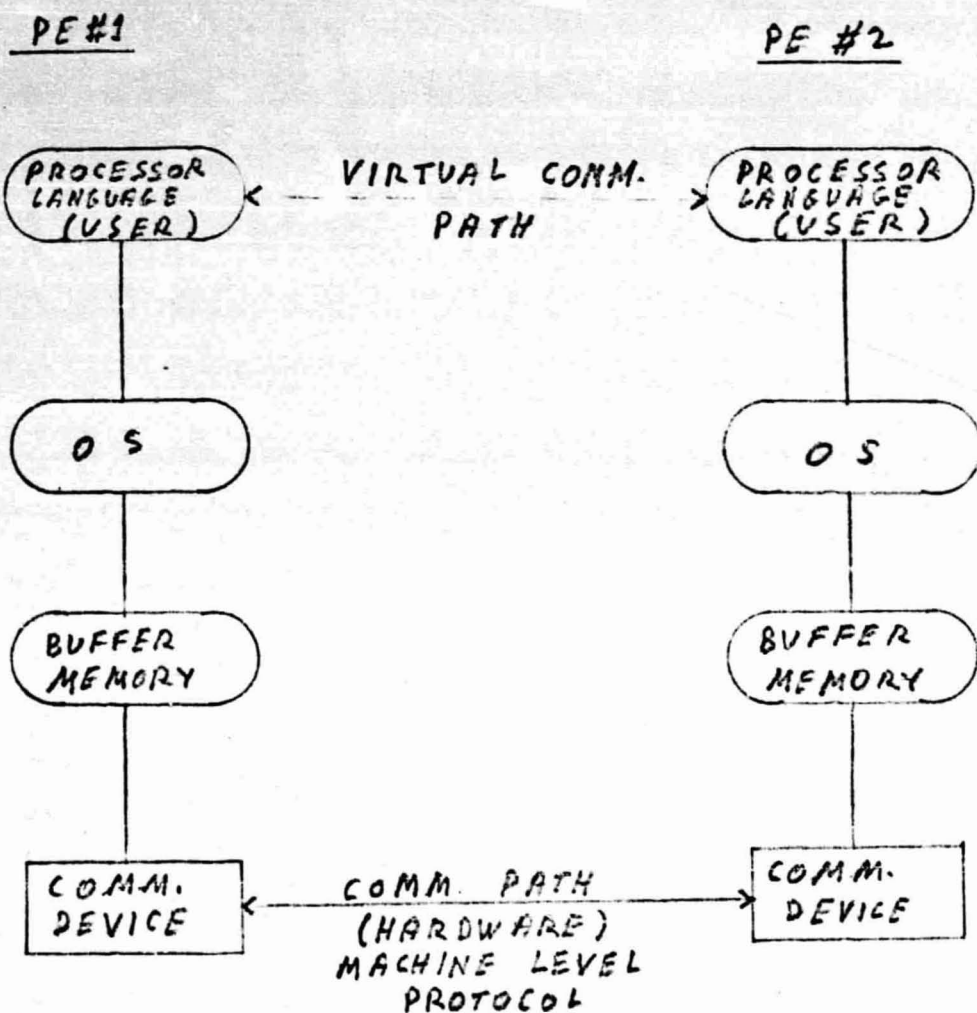 PE #1
PE #2
PROCESSOR
LANGUAGE
(USER)
VIRTUAL COMM.
PATH
PROCESSOR
LANGUAGE
(USER)
OS
OS
BUFFER
MEMORY
BUFFER
MEMORY
COMM.
DEVICE
COMM. PATH
(HARDWARE)
MACHINE LEVEL
PROTOCOL
COMM.
DEVICE